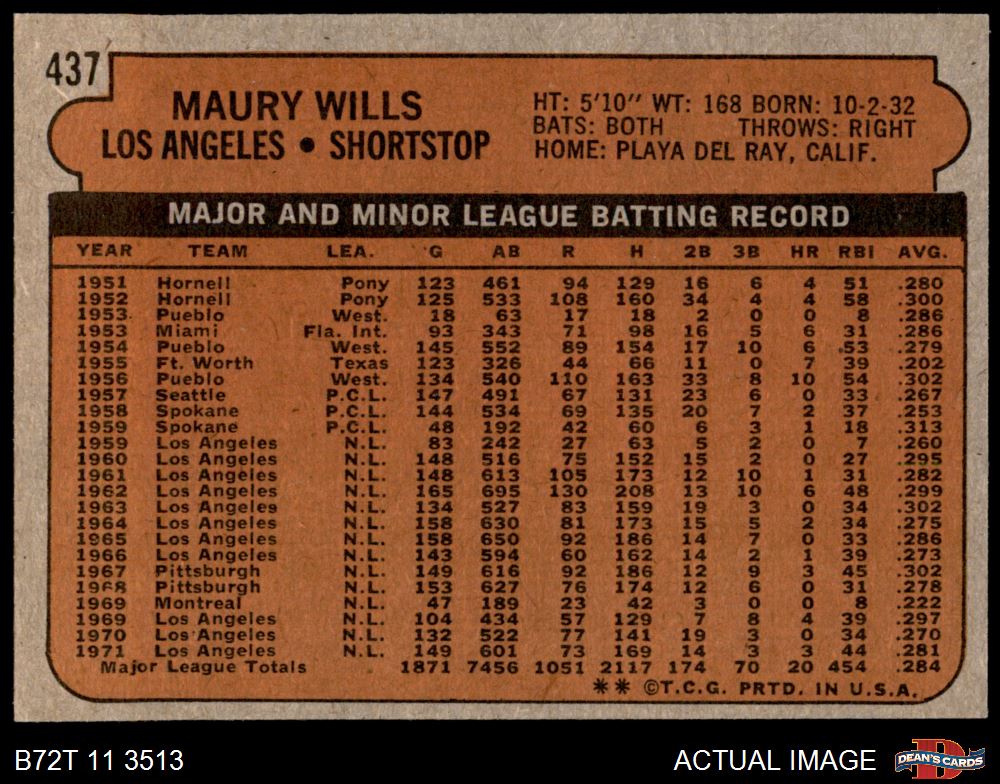 437
MAURY WILLS
LOS ANGELES • SHORTSTOP
HT: 5'10" WT: 168 BORN: 10-2-32
BATS: BOTH THROWS: RIGHT
HOME: PLAYA DEL RAY, CALIF.
MAJOR AND MINOR LEAGUE BATTING RECORD
YEAR TEAM LEA. G AB R H 2B 3B HR RBI AVG.
1951 Hornell Pony 123 461 94 129 16 6 4 51 .280
1952 Hornell Pony 125 533 108 160 34 4 4 58 .300
1953 Pueblo West. 18 63 17 18 2 0 0 8 .286
1953 Miami Fla. Int. 93 343 71 98 16 5 6 31 .286
1954 Pueblo West. 145 552 89 154 17 10 6 53 .279
1955 Ft. Worth Texas 123 326 44 66 11 0 7 39 .202
1956 Pueblo West. 134 540 110 163 33 8 10 54 .302
1957 Seattle P.C.L. 147 491 67 131 23 6 0 33 .267
1958 Spokane P.C.L. 144 534 69 135 20 7 2 37 .253
1959 Spokane P.C.L. 48 192 42 60 6 3 1 18 .313
1959 Los Angeles N.L. 83 242 27 63 5 2 0 7 .260
1960 Los Angeles N.L. 148 516 75 152 15 2 0 27 .295
1961 Los Angeles N.L. 148 613 105 173 12 10 1 31 .282
1962 Los Angeles N.L. 165 695 130 208 13 10 6 48 .299
1963 Los Angeles N.L. 134 527 83 159 19 3 0 34 .302
1964 Los Angeles N.L. 158 630 81 173 15 5 2 34 .275
1965 Los Angeles N.L. 158 650 92 186 14 7 0 33 .286
1966 Los Angeles N.L. 143 594 60 162 14 2 1 39 .273
1967 Pittsburgh N.L. 149 616 92 186 12 9 3 45 .302
1968 Pittsburgh N.L. 153 627 76 174 12 6 0 31 .278
1969 Montreal N.L. 47 189 23 42 3 0 0 8 .222
1969 Los Angeles N.L. 104 434 57 129 7 8 4 39 .297
1970 Los Angeles N.L. 132 522 77 141 19 3 0 34 .270
1971 Los Angeles N.L. 149 601 73 169 14 3 3 44 .281
Major League Totals 1871 7456 1051 2117 174 70 20 454 .284
** ©T.C.G. PRTD. IN U.S.A.
B72T 11 3513
ACTUAL IMAGE
DEAN'S CARDS